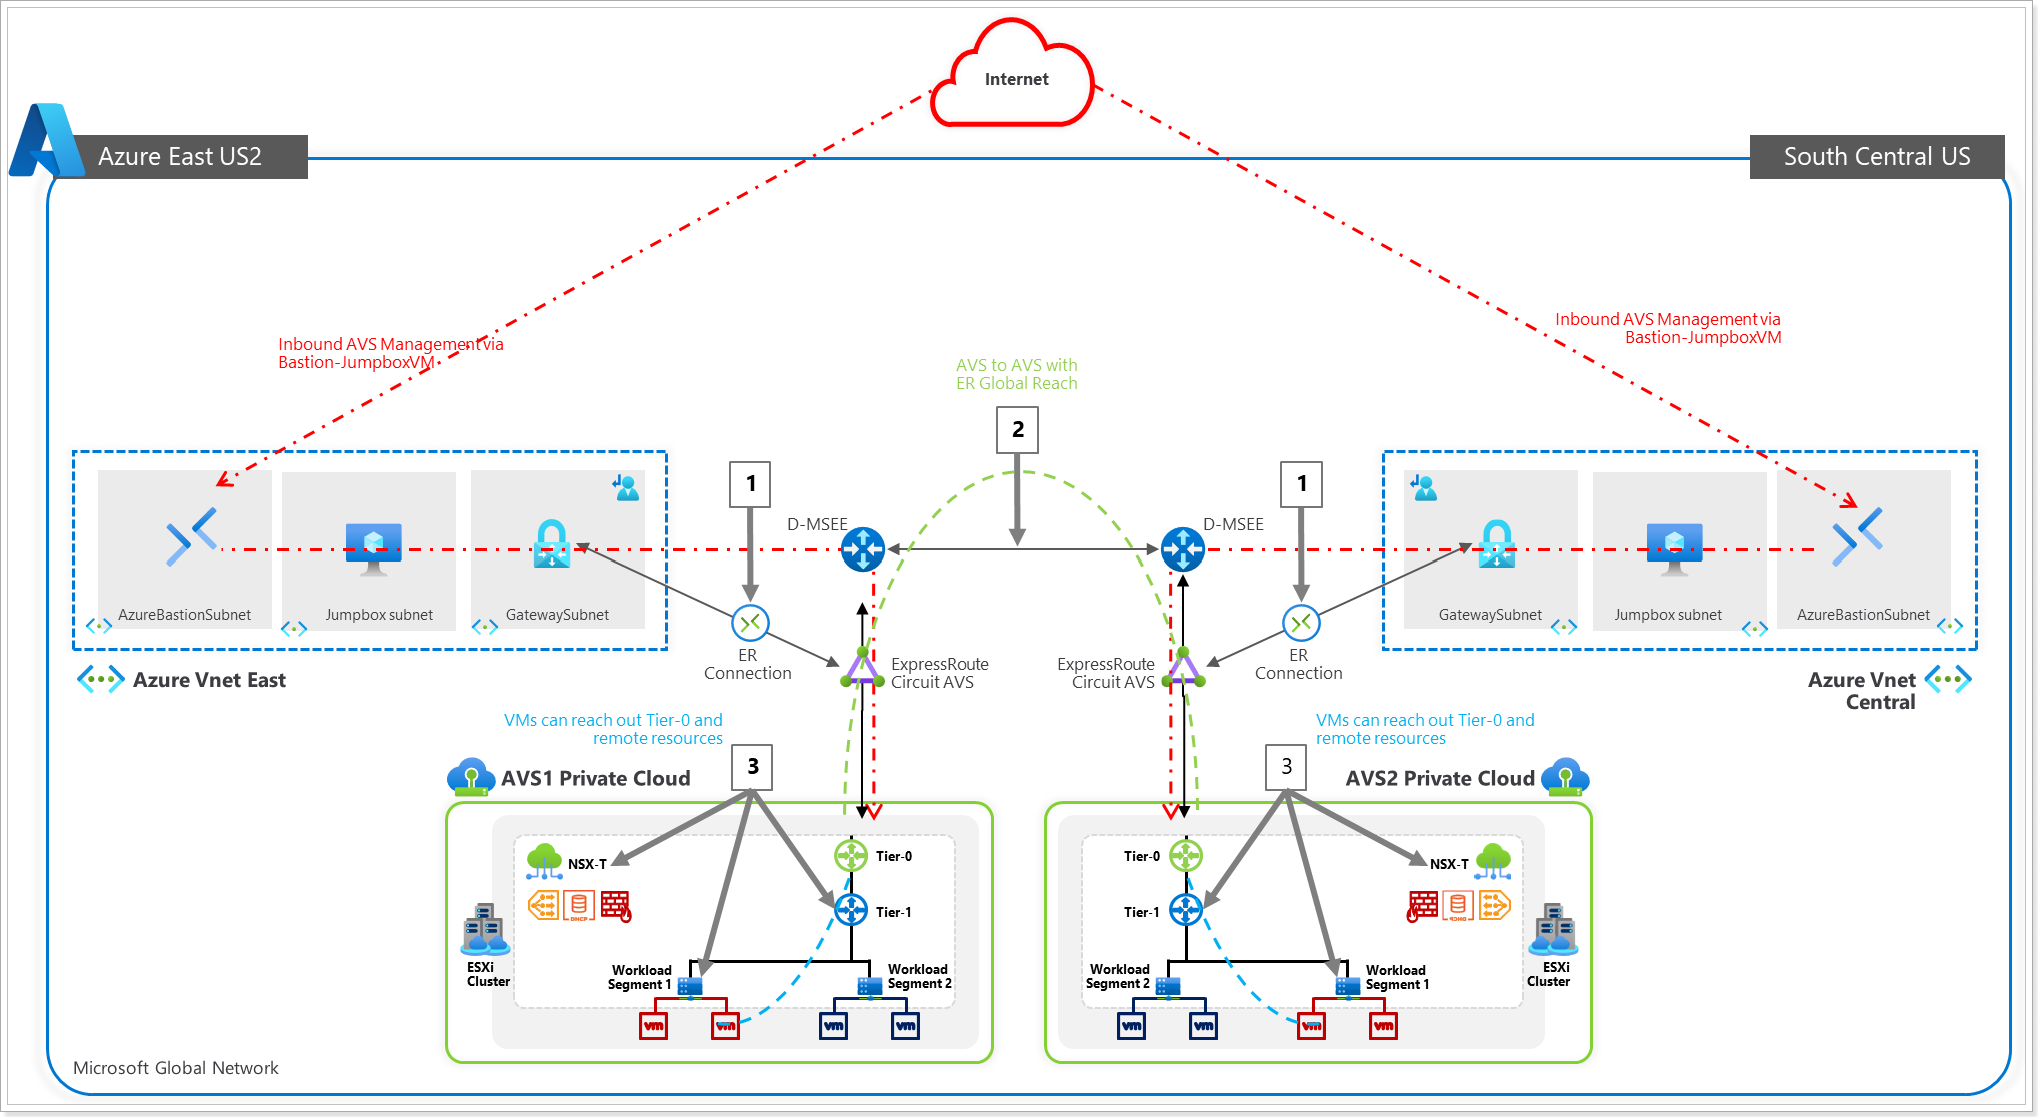 Internet
Azure East US2
South Central US
Inbound AVS Management via
Bastion-JumpboxVM
Inbound AVS Management via
Bastion-JumpboxVM
AVS to AVS with
ER Global Reach
2
1
1
D-MSEE
D-MSEE
AzureBastionSubnet
Jumpbox subnet
GatewaySubnet
GatewaySubnet
Jumpbox subnet
AzureBastionSubnet
ER
Connection
ExpressRoute
Circuit AVS
ExpressRoute
Circuit AVS
ER
Connection
Azure Vnet East
Azure Vnet
Central
VMs can reach out Tier-0 and
remote resources
VMs can reach out Tier-0 and
remote resources
AVS1 Private Cloud
3
3
AVS2 Private Cloud
NSX-T
Tier-0
Tier-0
NSX-T
DHCP
DHCP
Tier-1
Tier-1
ESXi
Cluster
Workload
Segment 1
Workload
Segment 2
Workload
Segment 2
Workload
Segment 1
ESXi
Cluster
vm
vm
vm
vm
vm
vm
vm
vm
Microsoft Global Network